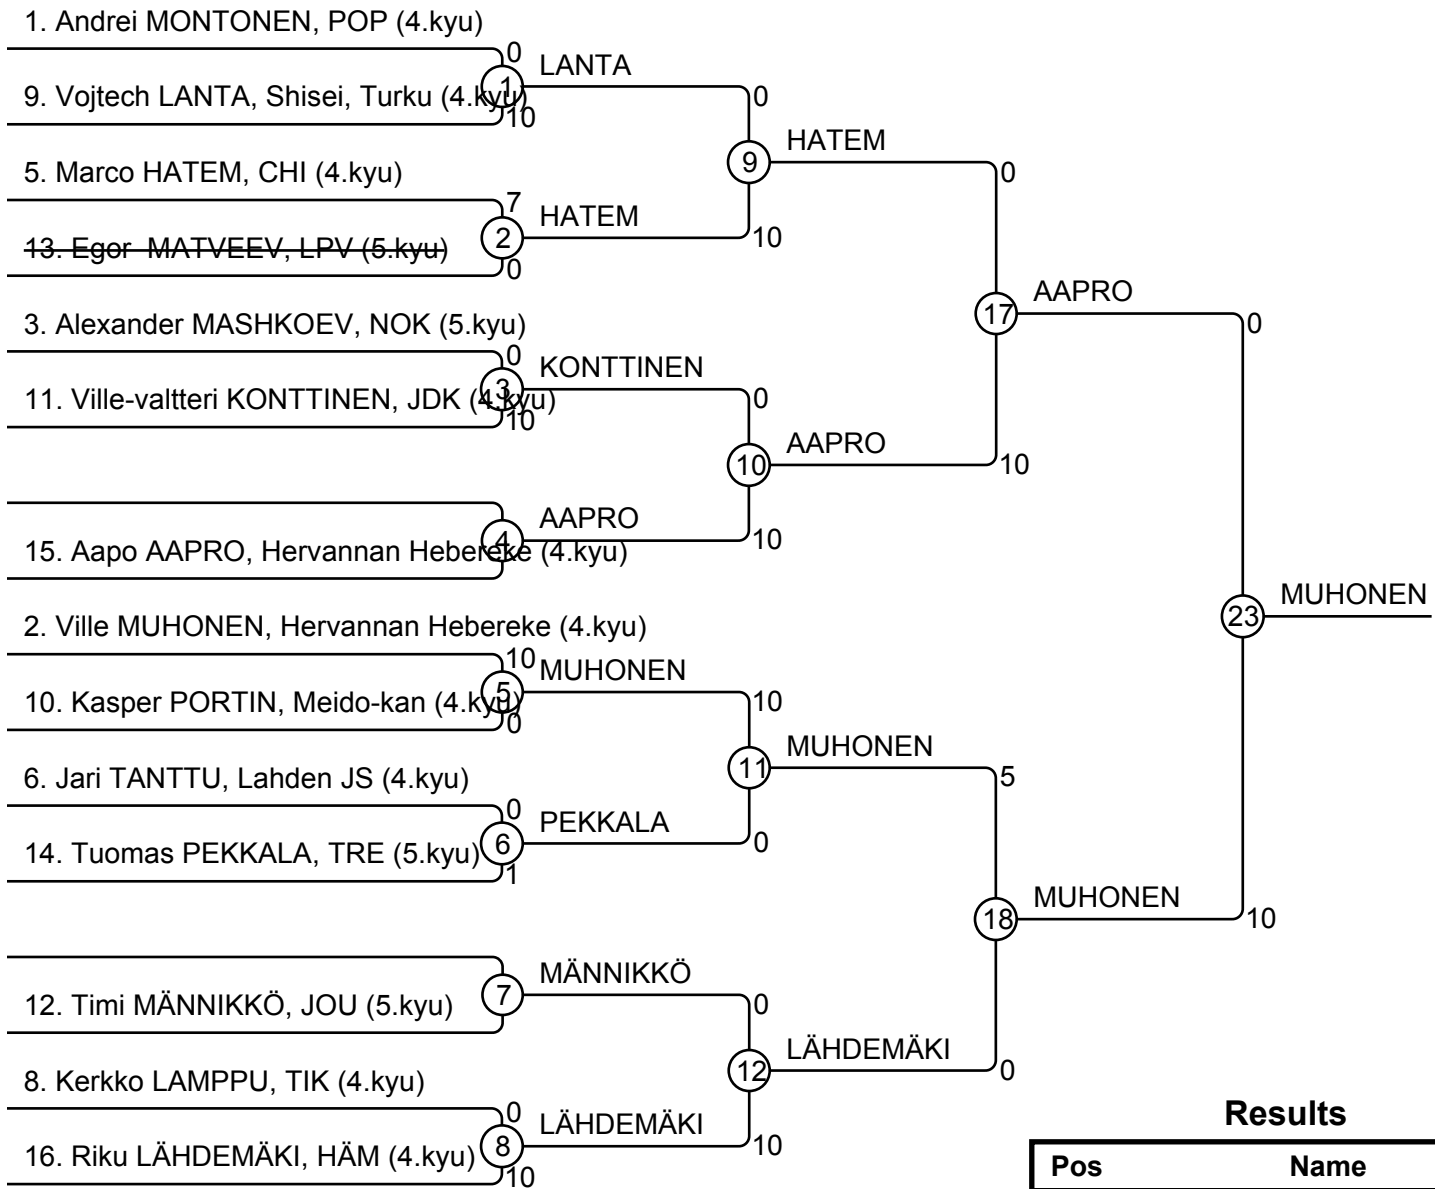 1. Andrei MONTONEN, POP (4.kyu)
0
LANTA
1
9. Vojtech LANTA, Shisei, Turku (4.kyu)
10
0
HATEM
9
5. Marco HATEM, CHI (4.kyu)
7
HATEM
2
10
13. Egor MATVEEV, LPV (5.kyu)
0
0
AAPRO
17
3. Alexander MASHKOEV, NOK (5.kyu)
0
KONTTINEN
3
11. Ville-valtteri KONTTINEN, JDK (4.kyu)
10
0
AAPRO
10
10
AAPRO
4
10
15. Aapo AAPRO, Hervannan Hebereke (4.kyu)
0
MUHONEN
23
2. Ville MUHONEN, Hervannan Hebereke (4.kyu)
10
MUHONEN
5
10. Kasper PORTIN, Meido-kan (4.kyu)
0
10
MUHONEN
11
6. Jari TANTTU, Lahden JS (4.kyu)
0
PEKKALA
6
0
14. Tuomas PEKKALA, TRE (5.kyu)
1
5
MUHONEN
18
10
MÄNNIKKÖ
7
12. Timi MÄNNIKKÖ, JOU (5.kyu)
0
LÄHDEMÄKI
12
0
8. Kerkko LAMPPU, TIK (4.kyu)
0
LÄHDEMÄKI
8
10
16. Riku LÄHDEMÄKI, HÄM (4.kyu)
10
Results
Pos Name